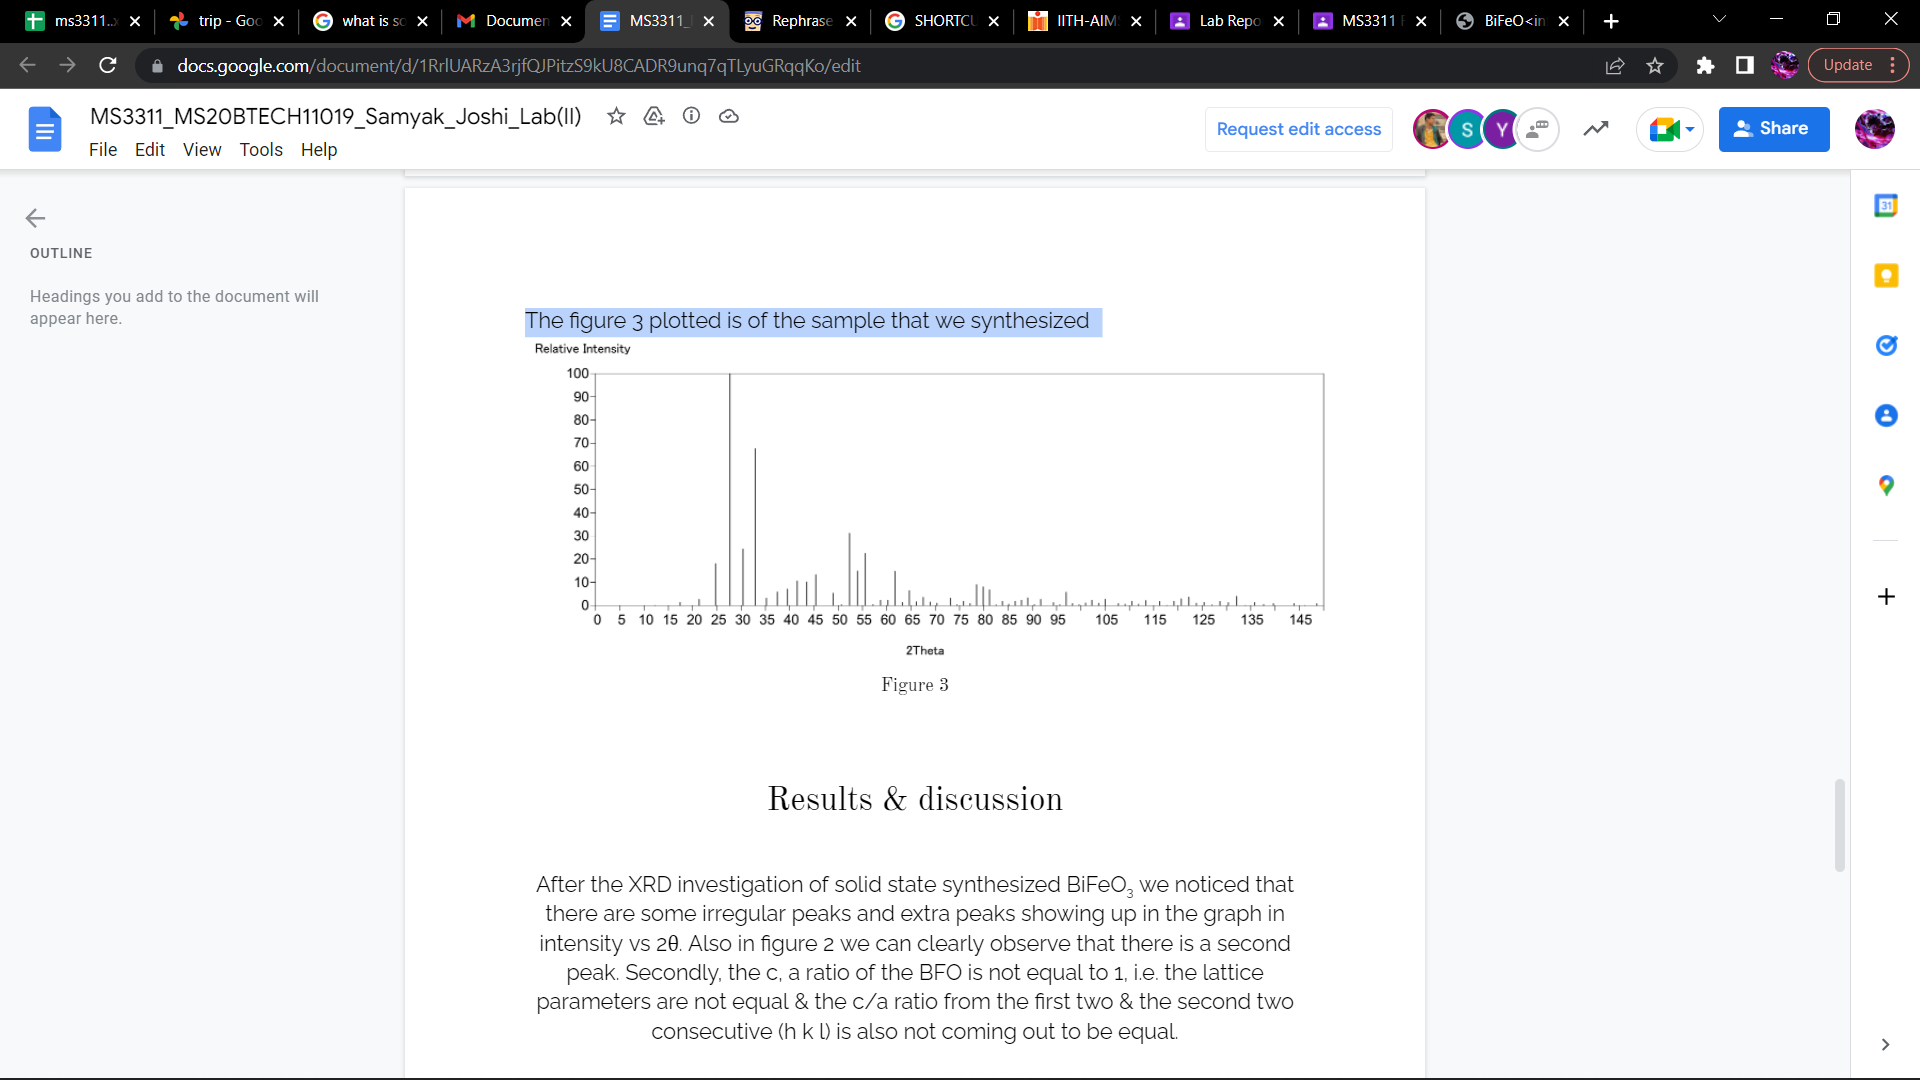 ms3311.x
trip - Goo
what is so
Documen
MS3311_
Rephrase
SHORTCU
IITH-AIM
Lab Repo
MS3311
BiFeO<in
docs.google.com/document/d/1RrlUARzA3rjfQJPitzS9kU8CADR9unq7qTLyuGRqqKo/edit
Update
MS3311_MS20BTECH11019_Samyak_Joshi_Lab(II)
File Edit View Tools Help
Request edit access
S
Y
Share
31
OUTLINE
Headings you add to the document will
appear here.
The figure 3 plotted is of the sample that we synthesized
Relative Intensity
100
90
80
70
60
50
40
30
20
10
0
0 5 10 15 20 25 30 35 40 45 50 55 60 65 70 75 80 85 90 95 105 115 125 135 145
2Theta
Figure 3
Results & discussion
After the XRD investigation of solid state synthesized BiFeO₃ we noticed that
there are some irregular peaks and extra peaks showing up in the graph in
intensity vs 2θ. Also in figure 2 we can clearly observe that there is a second
peak. Secondly, the c, a ratio of the BFO is not equal to 1, i.e. the lattice
parameters are not equal & the c/a ratio from the first two & the second two
consecutive (h k l) is also not coming out to be equal.